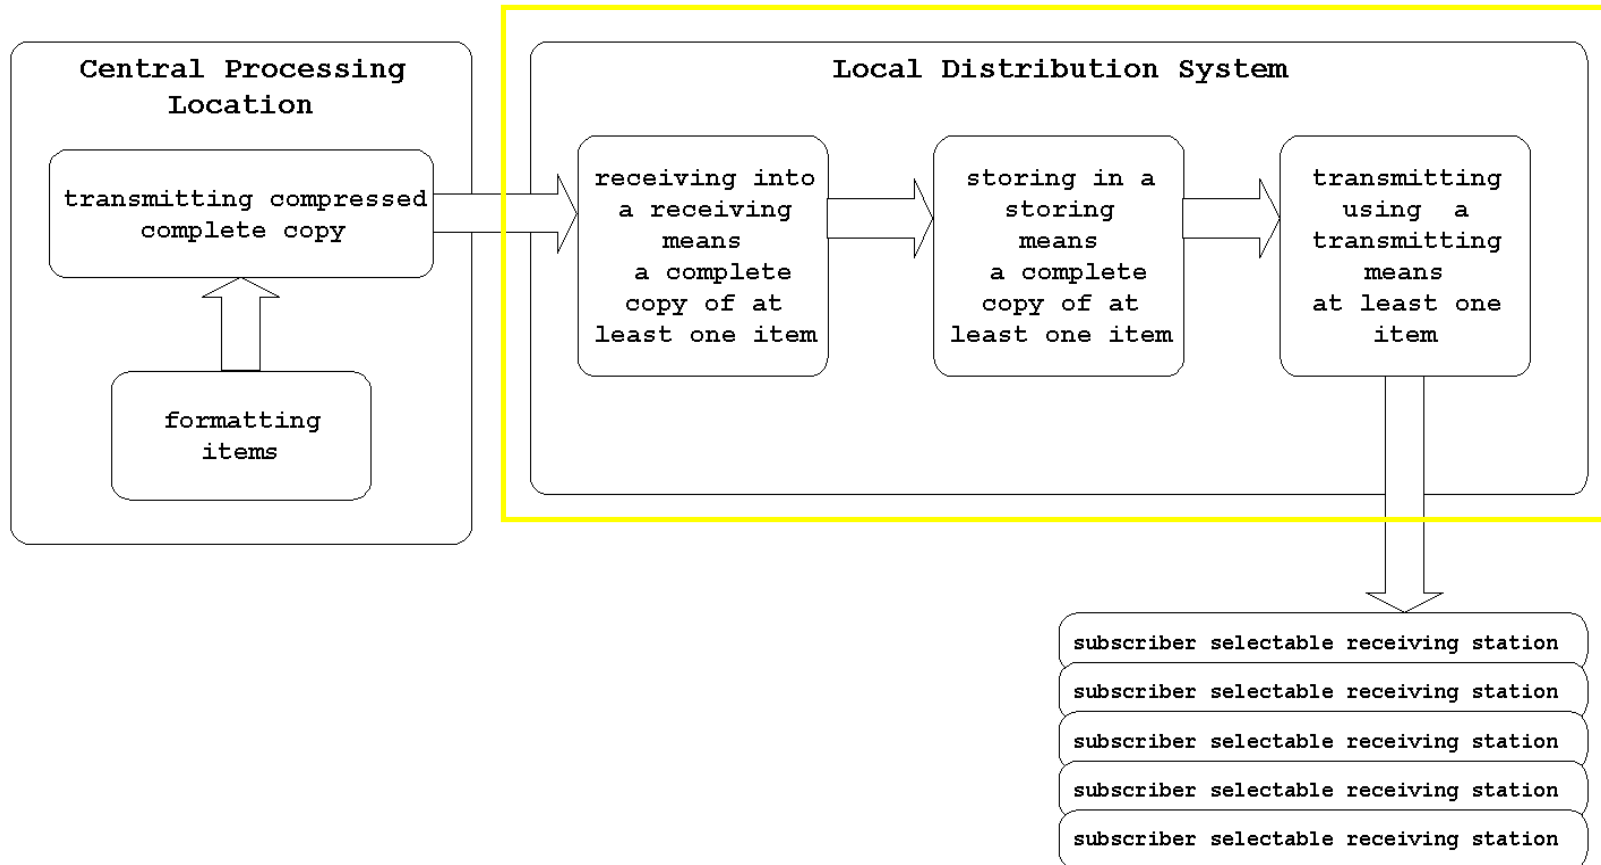 Central Processing
Location
transmitting compressed
complete copy
formatting
items
Local Distribution System
receiving into
a receiving
means
a complete
copy of at
least one item
storing in a
storing
means
a complete
copy of at
least one item
transmitting
using a
transmitting
means
at least one
item
subscriber selectable receiving station
subscriber selectable receiving station
subscriber selectable receiving station
subscriber selectable receiving station
subscriber selectable receiving station